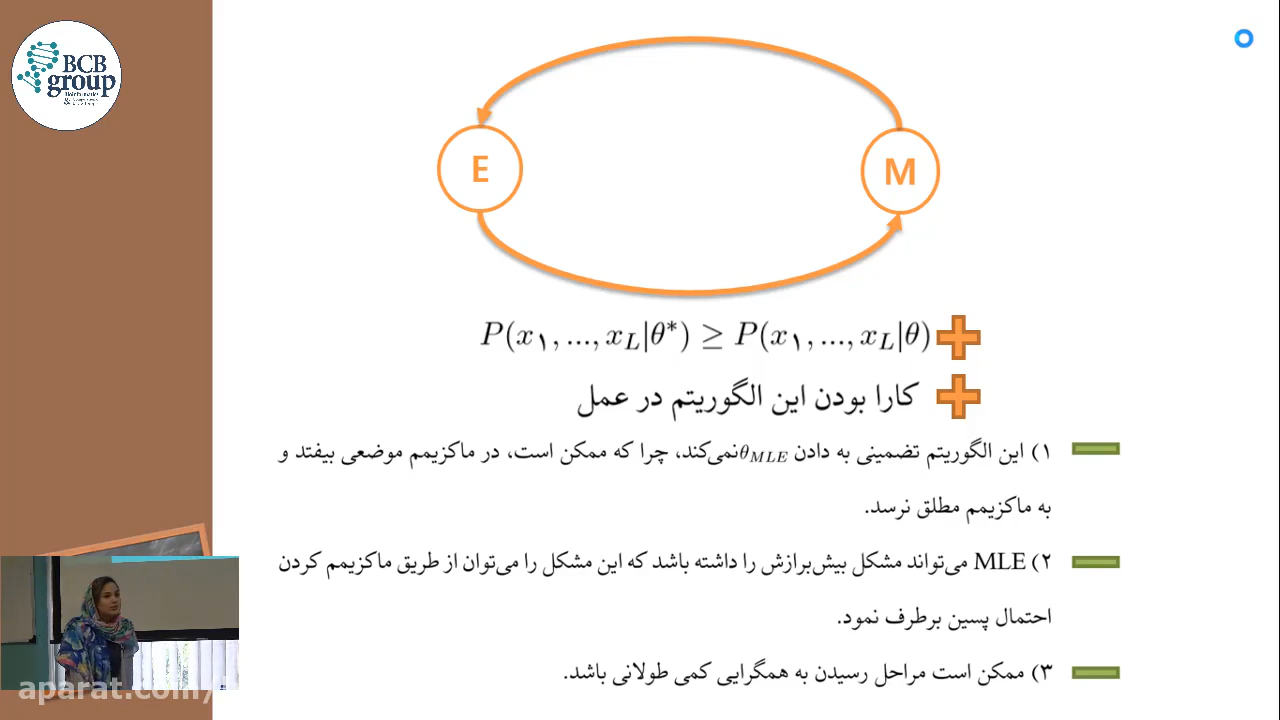 BCB
group
E
M
P(x۱, ..., x_L|θ*) ≥ P(x۱, ..., x_L|θ)
کارا بودن این الگوریتم در عمل
۱) این الگوریتم تضمینی به دادن θ_MLE نمی‌کند، چرا که ممکن است، در ماکزیمم موضعی بیفتد و
به ماکزیمم مطلق نرسد.
۲) MLE می‌تواند مشکل بیش‌برازش را داشته باشد که این مشکل را می‌توان از طریق ماکزیمم کردن
احتمال پسین برطرف نمود.
۳) ممکن است مراحل رسیدن به همگرایی کمی طولانی باشد.
aparat.com/